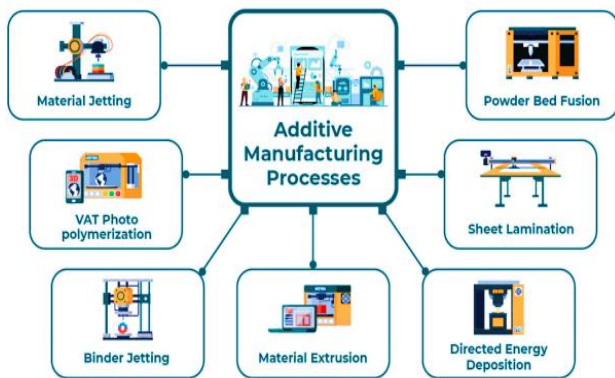 Material Jetting
Additive
Manufacturing
Processes
Powder Bed Fusion
3D
VAT Photo
polymerization
Sheet Lamination
Binder Jetting
Material Extrusion
Directed Energy
Deposition